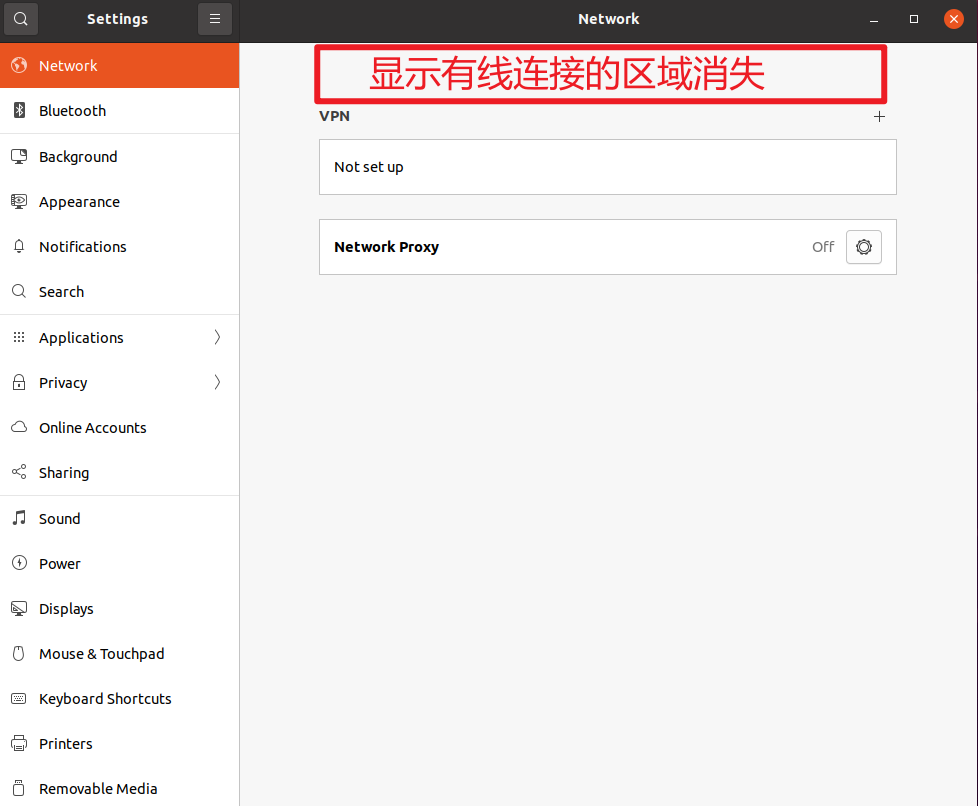 Settings
Network
Network
Bluetooth
Background
Appearance
Notifications
Search
Applications
Privacy
Online Accounts
Sharing
Sound
Power
Displays
Mouse & Touchpad
Keyboard Shortcuts
Printers
Removable Media
显示有线连接的区域消失
VPN
Not set up
Network Proxy Off